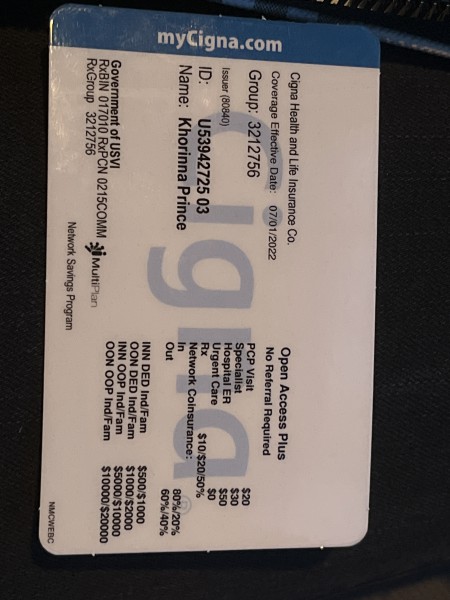 myCigna.com
Cigna Health and Life Insurance Co.
Coverage Effective Date: 07/01/2022
Group: 3212756
Issuer (80840)
ID: U53942725 03
Name: Khorinna Prince
Government of USVI
RxBIN 017010 RxPCN 0215COMM
RxGroup 3212756
MultiPlan
Network Savings Program
Cigna®
Open Access Plus
No Referral Required
PCP Visit $20
Specialist $30
Hospital ER $50
Urgent Care $0
Rx $10/$20/50%
Network Coinsurance:
In 80%/20%
Out 60%/40%
INN DED Ind/Fam $500/$1000
OON DED Ind/Fam $1000/$2000
INN OOP Ind/Fam $5000/$10000
OON OOP Ind/Fam $10000/$20000
NMCWEBC